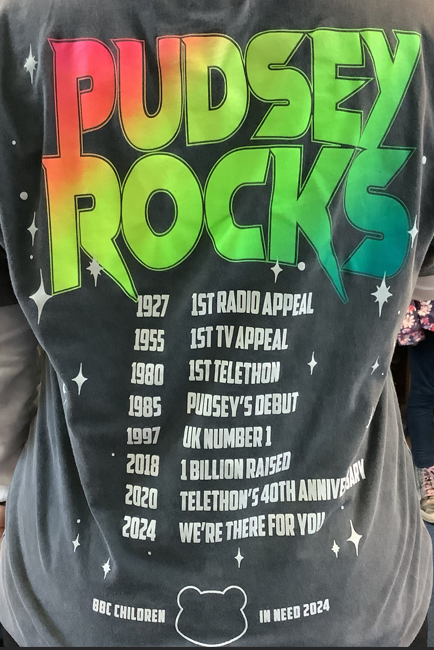 PUDSEY
ROCKS
1927 1ST RADIO APPEAL
1955 1ST TV APPEAL
1980 1ST TELETHON
1985 PUDSEY'S DEBUT
1997 UK NUMBER 1
2018 1 BILLION RAISED
2020 TELETHON'S 40TH ANNIVERSARY
2024 WE'RE THERE FOR YOU
BBC CHILDREN IN NEED 2024